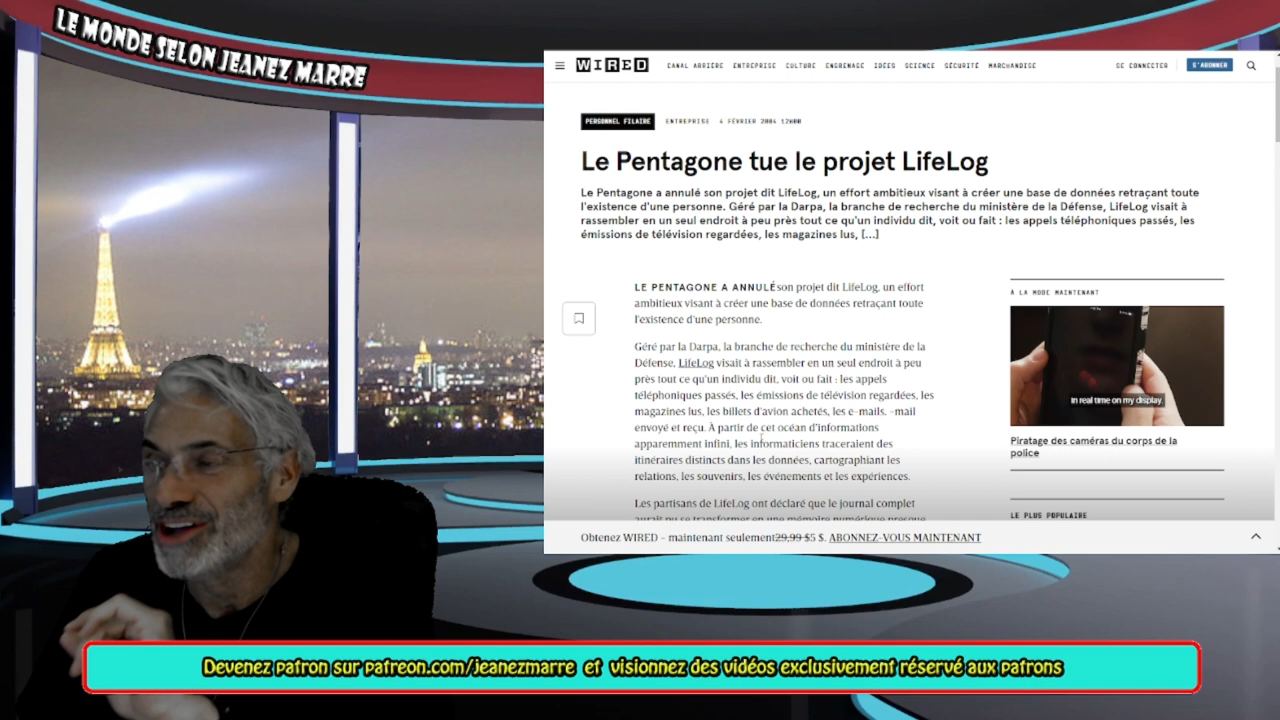 LE MONDE SELON JEANEZ MARRE
WIRED CANAL ARRIÈRE ENTREPRISE CULTURE ENGRENAGE IDÉES SCIENCE SÉCURITÉ MARCHANDISE SE CONNECTER S'ABONNER
PERSONNEL FILAIRE ENTREPRISE 4 FÉVRIER 2004 12H00
Le Pentagone tue le projet LifeLog
Le Pentagone a annulé son projet dit LifeLog, un effort ambitieux visant à créer une base de données retraçant toute
l'existence d'une personne. Géré par la Darpa, la branche de recherche du ministère de la Défense, LifeLog visait à
rassembler en un seul endroit à peu près tout ce qu'un individu dit, voit ou fait : les appels téléphoniques passés, les
émissions de télévision regardées, les magazines lus, [...]
LE PENTAGONE A ANNULÉ son projet dit LifeLog, un effort
ambitieux visant à créer une base de données retraçant toute
l'existence d'une personne.
Géré par la Darpa, la branche de recherche du ministère de la
Défense, LifeLog visait à rassembler en un seul endroit à peu
près tout ce qu'un individu dit, voit ou fait : les appels
téléphoniques passés, les émissions de télévision regardées, les
magazines lus, les billets d'avion achetés, les e-mails. -mail
envoyé et reçu. À partir de cet océan d'informations
apparemment infini, les informaticiens traceraient des
itinéraires distincts dans les données, cartographiant les
relations, les souvenirs, les événements et les expériences.
Les partisans de LifeLog ont déclaré que le journal complet
aurait pu se transformer en une mémoire numérique presque
À LA MODE MAINTENANT
In real time on my display.
Piratage des caméras du corps de la
police
LE PLUS POPULAIRE
Obtenez WIRED - maintenant seulement 29,99 $5 $. ABONNEZ-VOUS MAINTENANT
Devenez patron sur patreon.com/jeanezmarre et visionnez des vidéos exclusivement réservé aux patrons